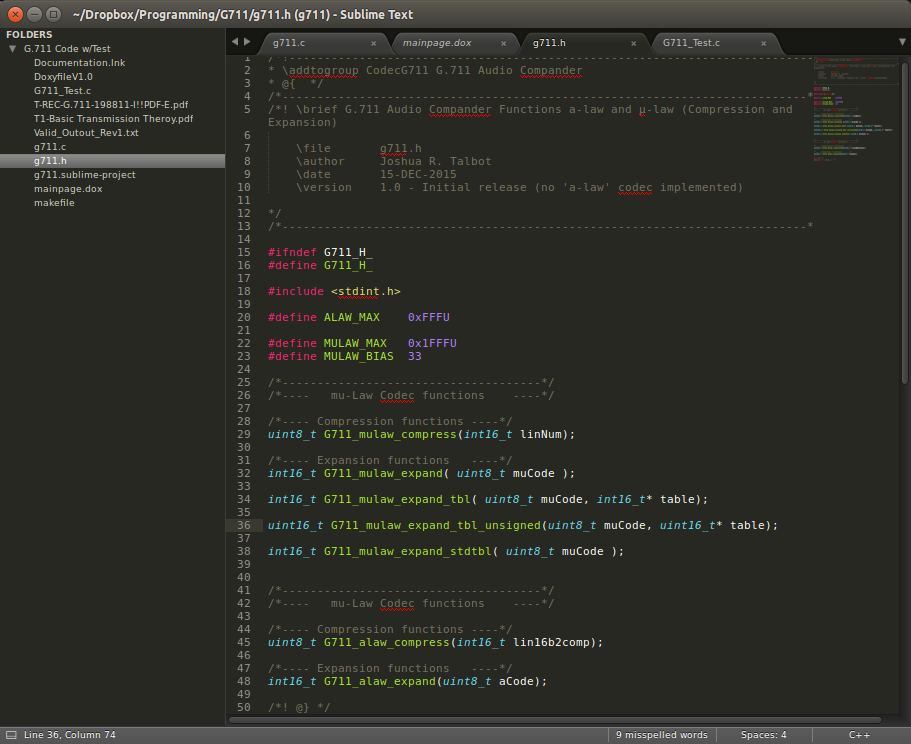 ~/Dropbox/Programming/G711/g711.h (g711) - Sublime Text
FOLDERS
G.711 Code w/Test
Documentation.lnk
DoxyfileV1.0
G711_Test.c
T-REC-G.711-198811-I!!PDF-E.pdf
T1-Basic Transmission Theroy.pdf
Valid_Outout_Rev1.txt
g711.c
g711.h
g711.sublime-project
mainpage.dox
makefile
g711.c × mainpage.dox × g711.h × G711_Test.c ×
2 * \addtogroup CodecG711 G.711 Audio Compander
3 * @{ */
4 /*---------------------------------------------------------------------------*
5 /*! \brief G.711 Audio Compander Functions a-law and μ-law (Compression and
Expansion)
6
7 \file g711.h
8 \author Joshua R. Talbot
9 \date 15-DEC-2015
10 \version 1.0 - Initial release (no 'a-law' codec implemented)
11
12 */
13 /*---------------------------------------------------------------------------*
14
15 #ifndef G711_H_
16 #define G711_H_
17
18 #include <stdint.h>
19
20 #define ALAW_MAX 0xFFFU
21
22 #define MULAW_MAX 0x1FFFU
23 #define MULAW_BIAS 33
24
25 /*-------------------------------------*/
26 /*---- mu-Law Codec functions ----*/
27
28 /*---- Compression functions ----*/
29 uint8_t G711_mulaw_compress(int16_t linNum);
30
31 /*---- Expansion functions ----*/
32 int16_t G711_mulaw_expand( uint8_t muCode );
33
34 int16_t G711_mulaw_expand_tbl( uint8_t muCode, int16_t* table);
35
36 uint16_t G711_mulaw_expand_tbl_unsigned(uint8_t muCode, uint16_t* table);
37
38 int16_t G711_mulaw_expand_stdtbl( uint8_t muCode );
39
40
41 /*-------------------------------------*/
42 /*---- mu-Law Codec functions ----*/
43
44 /*---- Compression functions ----*/
45 uint8_t G711_alaw_compress(int16_t lin16b2comp);
46
47 /*---- Expansion functions ----*/
48 int16_t G711_alaw_expand(uint8_t aCode);
49
50 /*! @} */
Line 36, Column 74 9 misspelled words Spaces: 4 C++